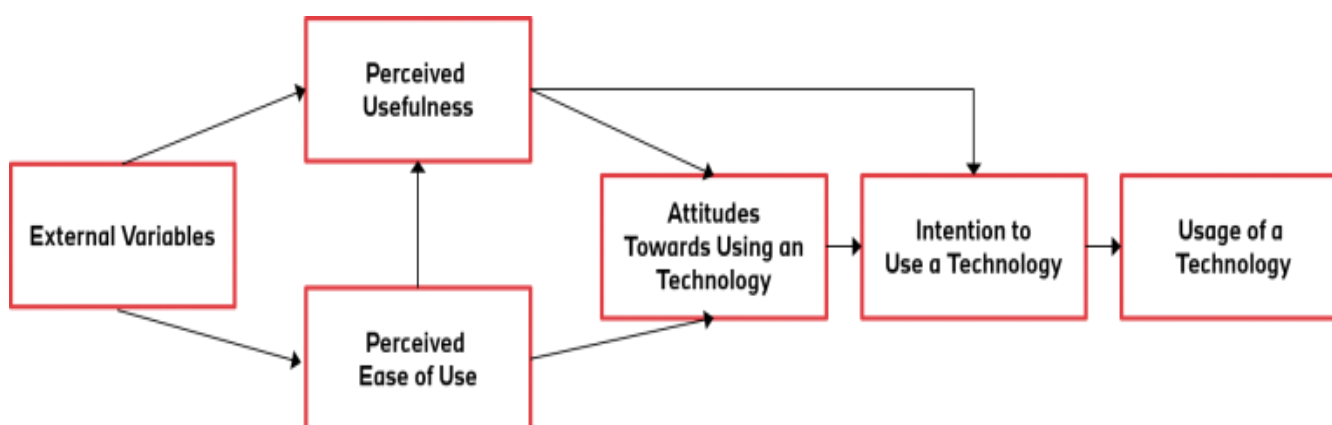 Perceived
Usefulness
External Variables
Perceived
Ease of Use
Attitudes
Towards Using an
Technology
Intention to
Use a Technology
Usage of a
Technology